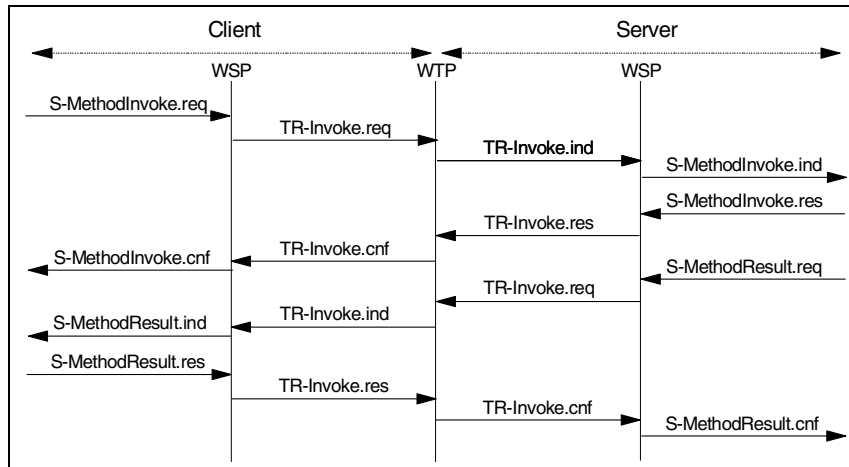 Client Server
WSP WTP WSP
S-MethodInvoke.req
TR-Invoke.req
TR-Invoke.ind
S-MethodInvoke.ind
S-MethodInvoke.res
TR-Invoke.res
TR-Invoke.cnf
S-MethodInvoke.cnf
S-MethodResult.req
TR-Invoke.req
TR-Invoke.ind
S-MethodResult.ind
S-MethodResult.res
TR-Invoke.res
TR-Invoke.cnf
S-MethodResult.cnf